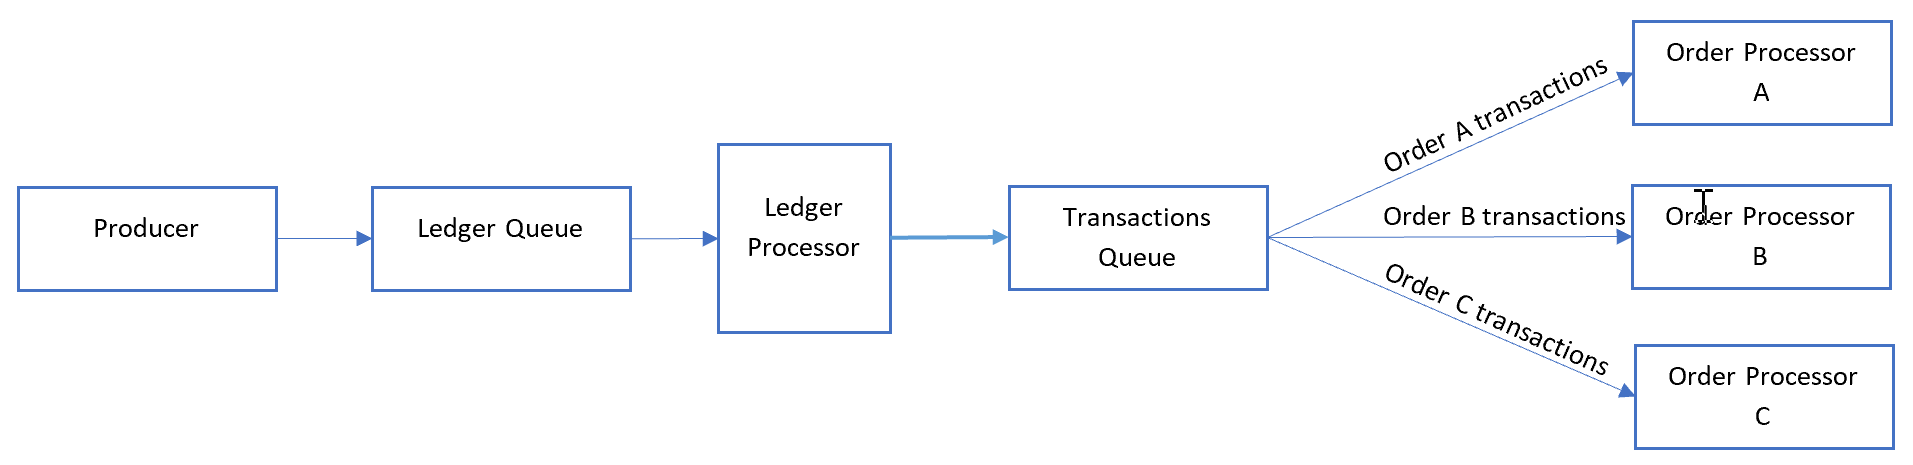 Producer
Ledger Queue
Ledger
Processor
Transactions
Queue
Order A transactions
Order B transactions
Order C transactions
Order Processor
A
Order Processor
B
Order Processor
C